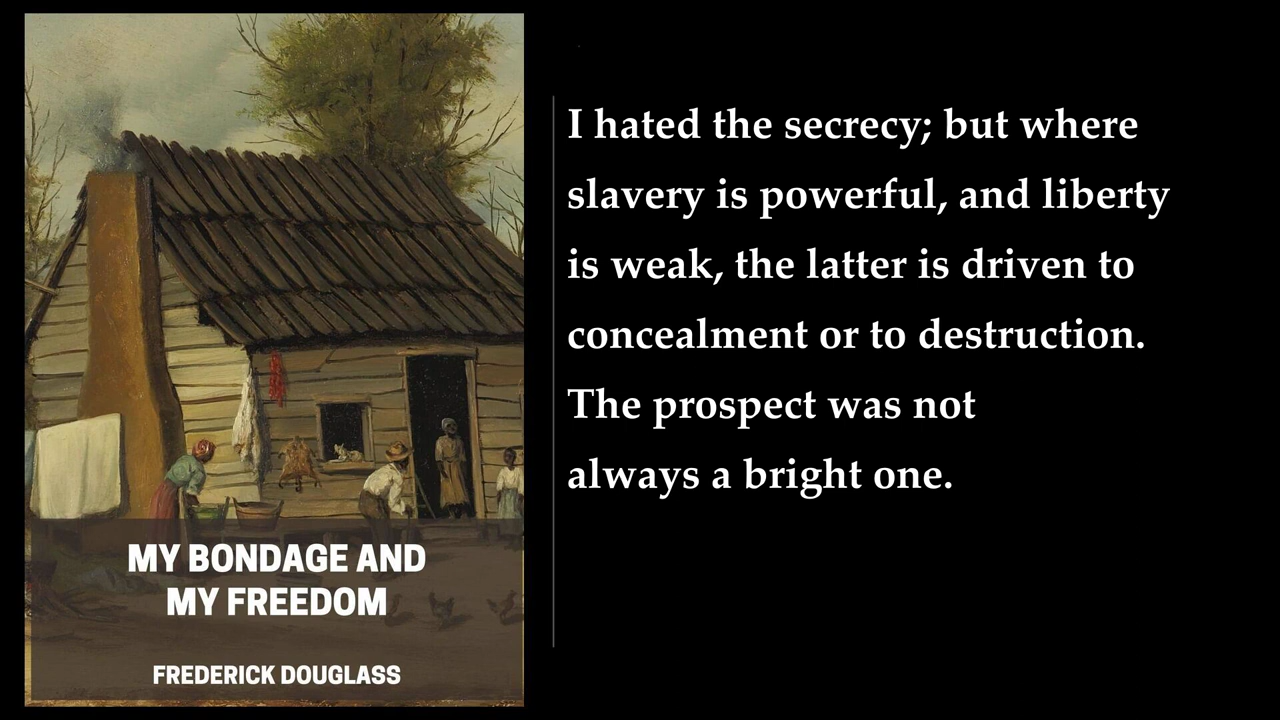 MY BONDAGE AND
MY FREEDOM
FREDERICK DOUGLASS
I hated the secrecy; but where
slavery is powerful, and liberty
is weak, the latter is driven to
concealment or to destruction.
The prospect was not
always a bright one.